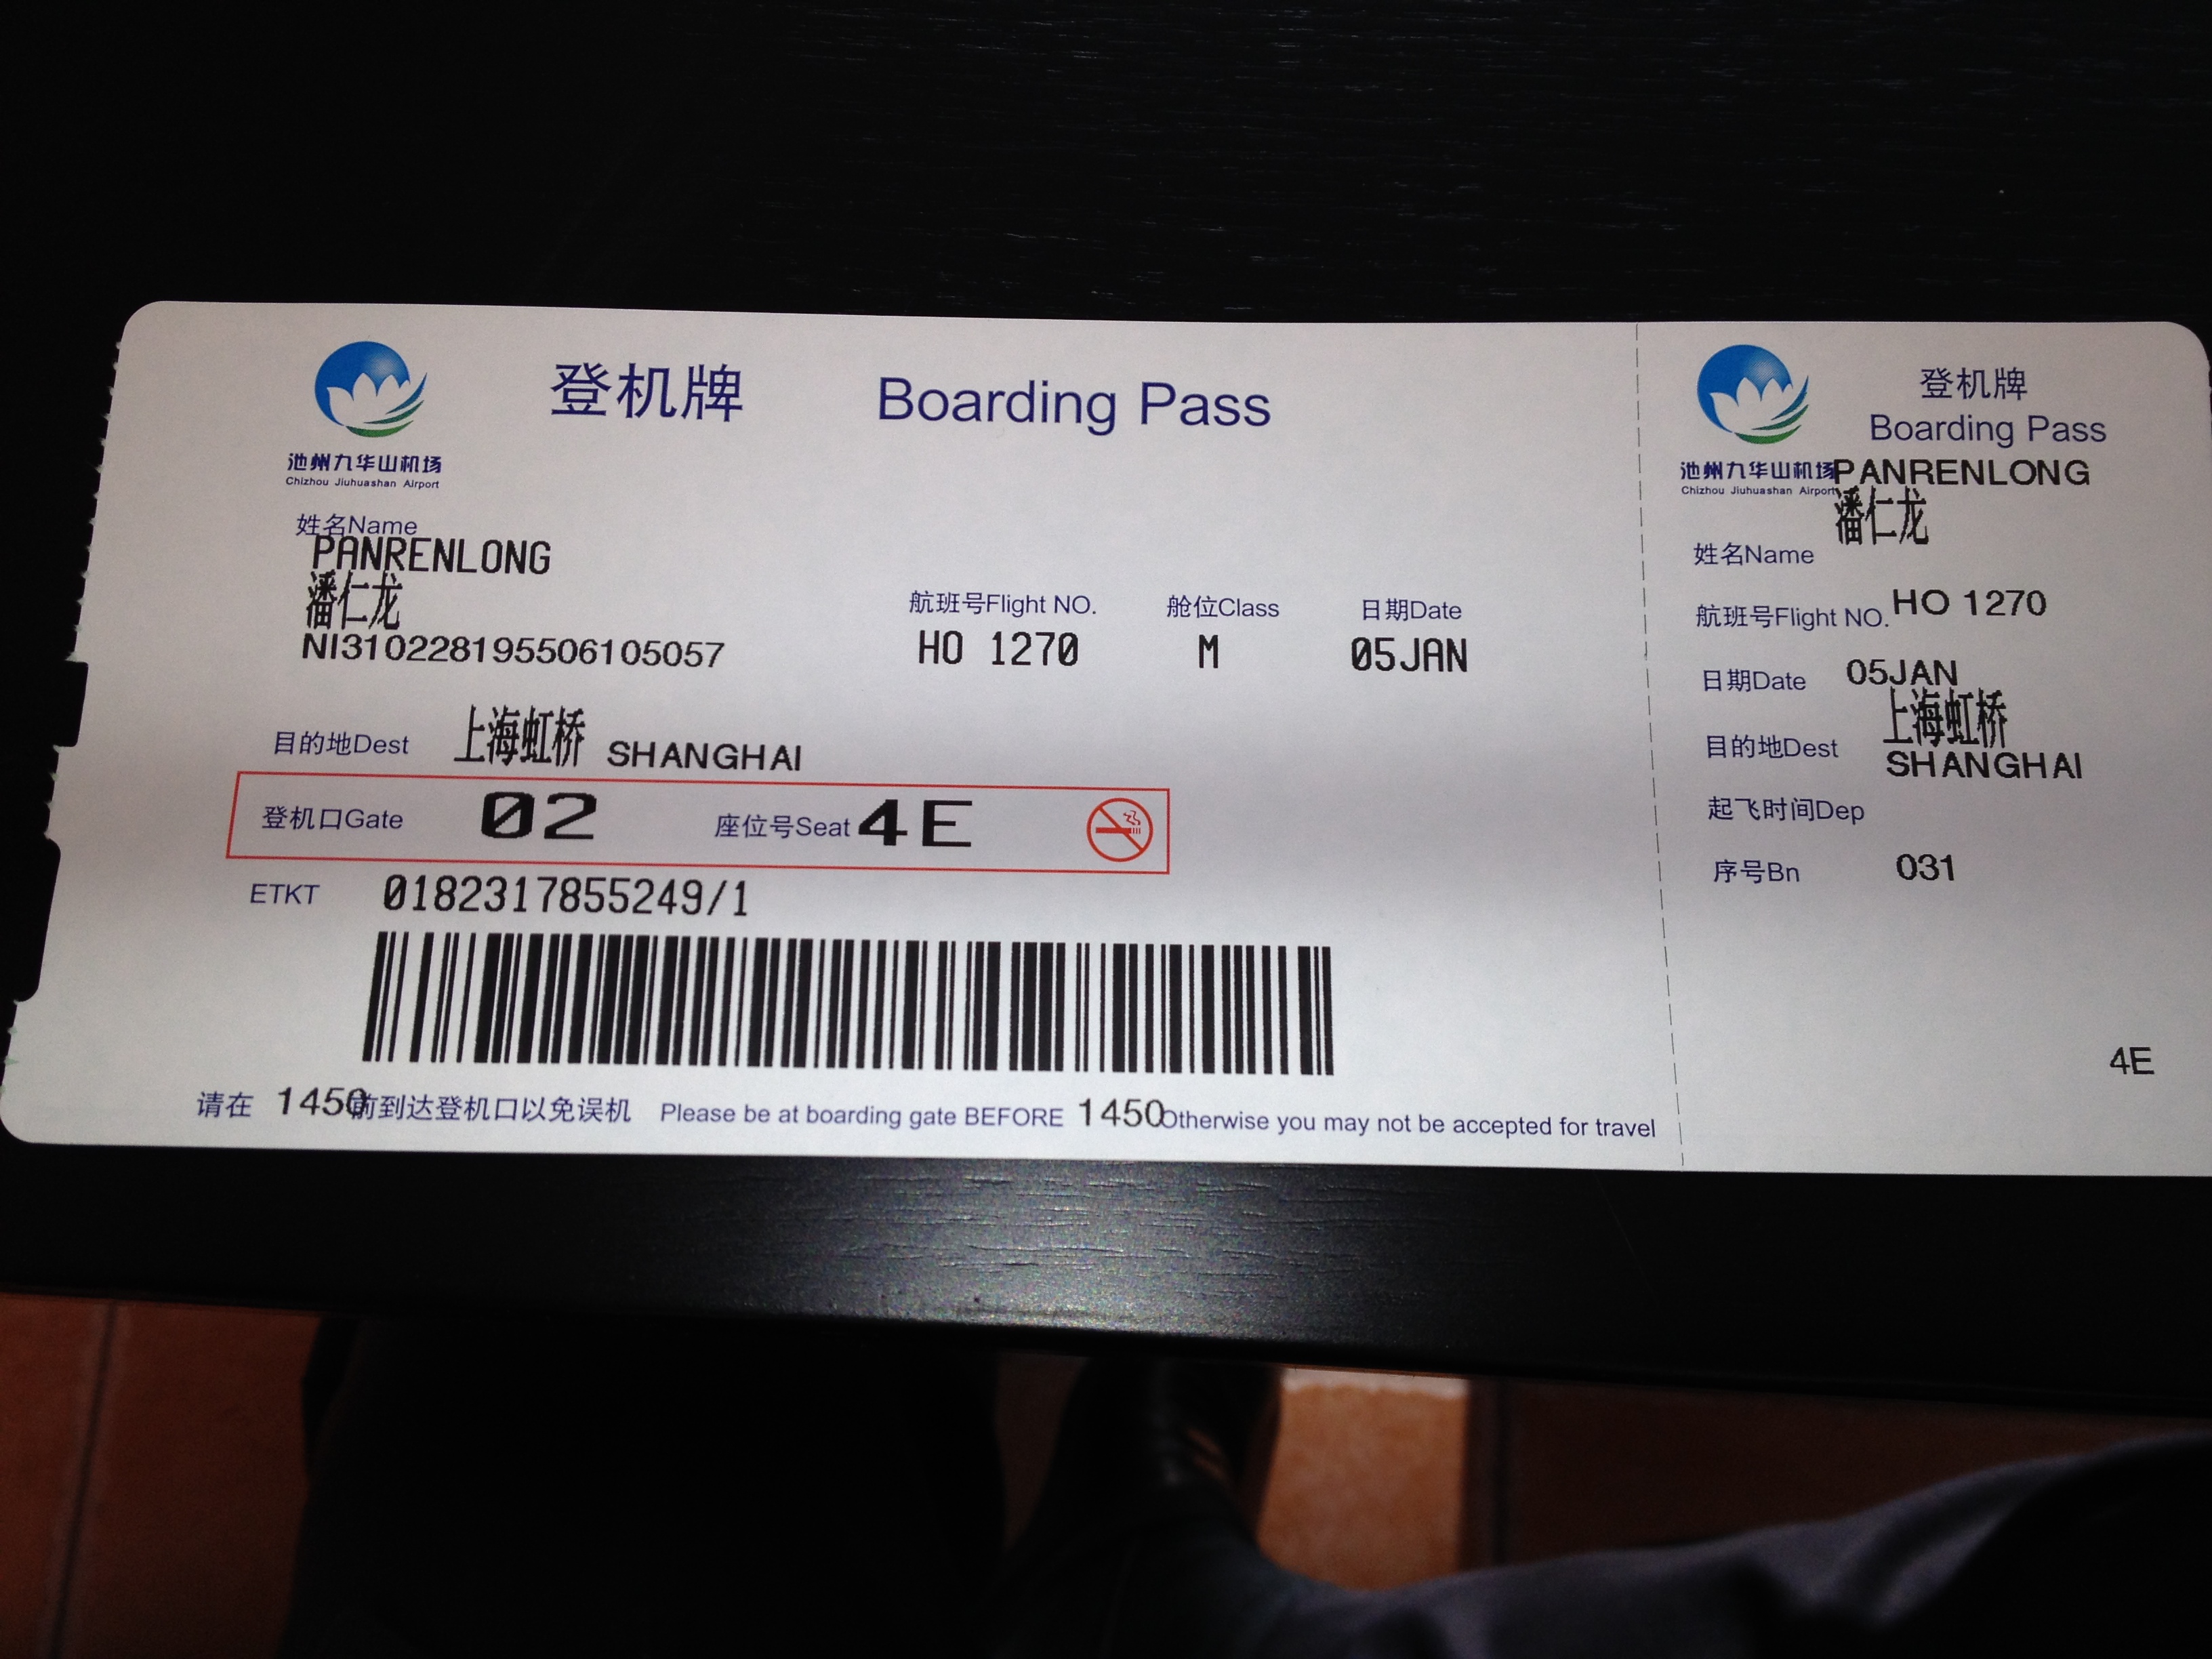 登机牌 Boarding Pass
池州九华山机场
Chizhou Jiuhuashan Airport
姓名Name
PANRENLONG
潘仁龙
NI310228195506105057
航班号Flight NO. 舱位Class 日期Date
HO 1270 M 05JAN
目的地Dest 上海虹桥 SHANGHAI
登机口Gate 02 座位号Seat 4E
ETKT 0182317855249/1
请在 1450前到达登机口以免误机 Please be at boarding gate BEFORE 1450 Otherwise you may not be accepted for travel
登机牌
Boarding Pass
池州九华山机场
Chizhou Jiuhuashan Airport
PANRENLONG
潘仁龙
姓名Name
航班号Flight NO. HO 1270
日期Date 05JAN
目的地Dest 上海虹桥
SHANGHAI
起飞时间Dep
序号Bn 031
4E